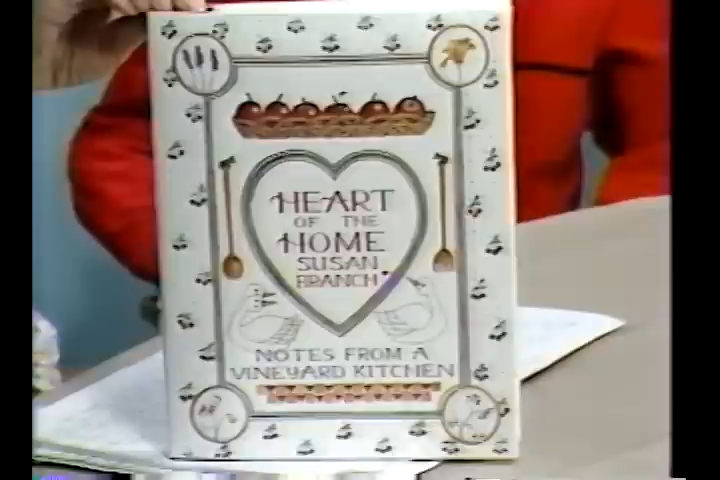 HEART
OF THE
HOME
SUSAN
BRANCH
NOTES FROM A
VINEYARD KITCHEN